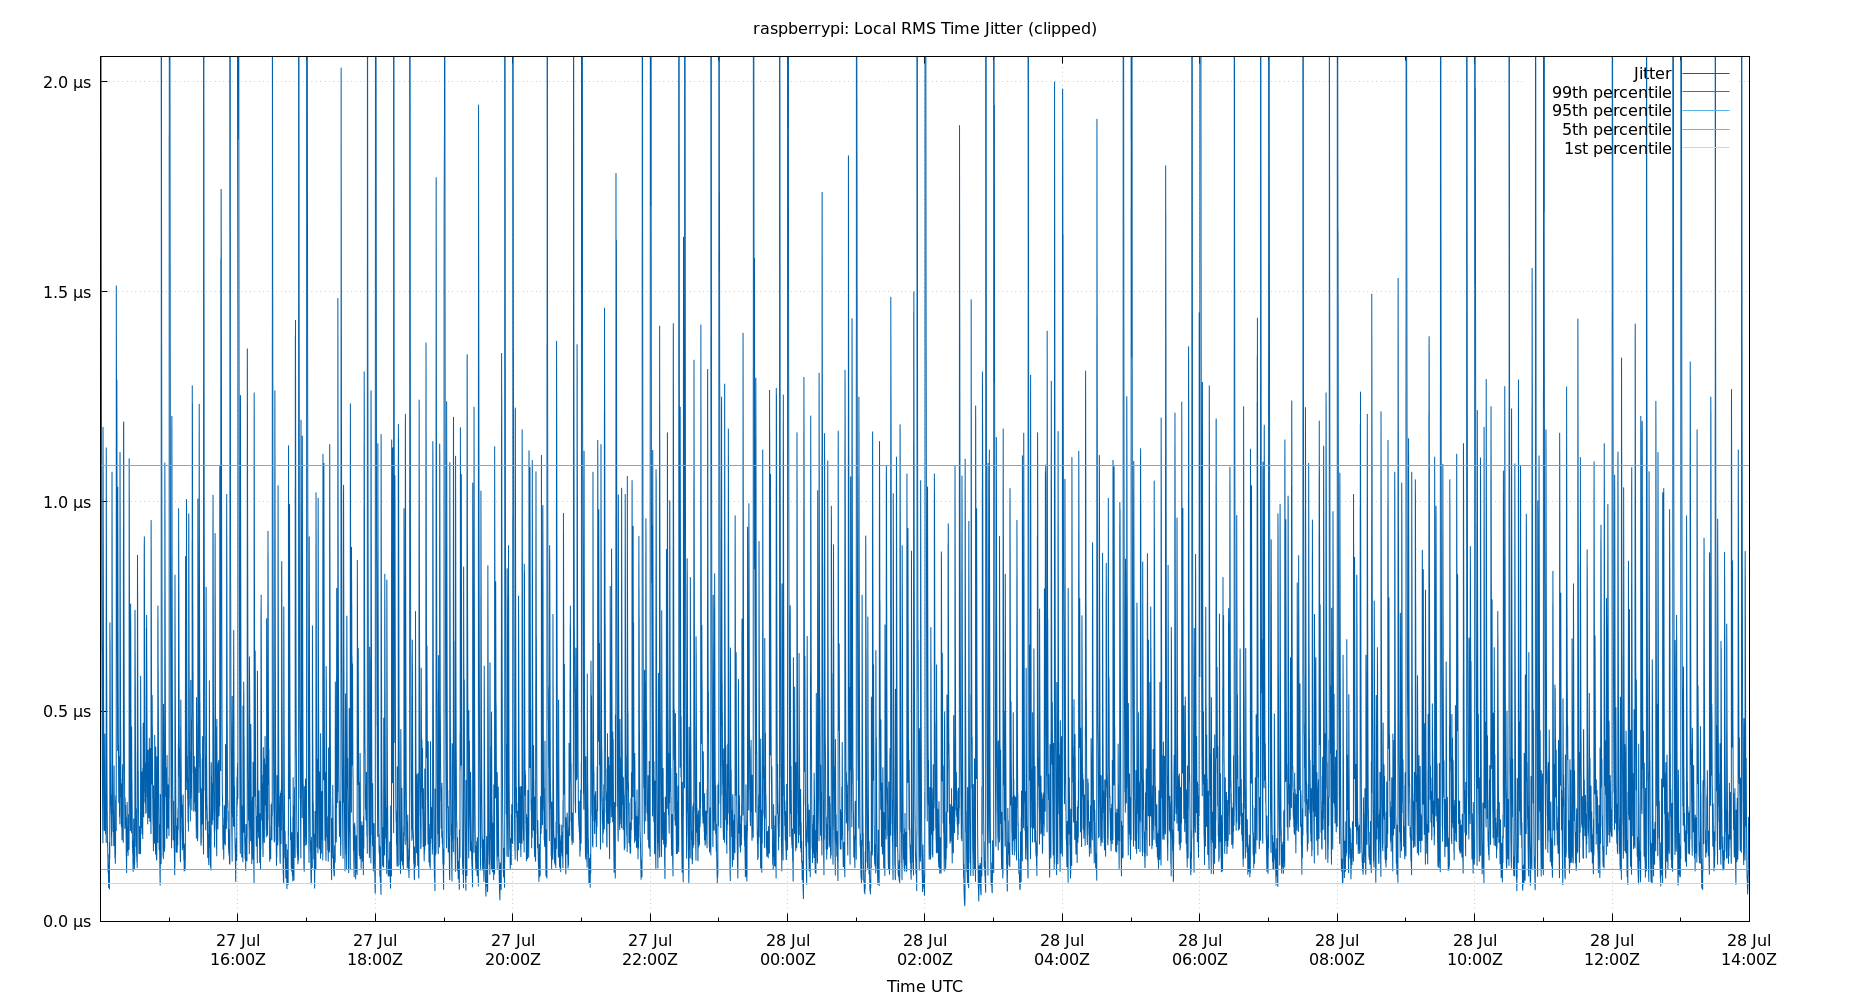 raspberrypi: Local RMS Time Jitter (clipped)
2.0 µs
1.5 µs
1.0 µs
0.5 µs
0.0 µs
Jitter
99th percentile
95th percentile
5th percentile
1st percentile
27 Jul
16:00Z
27 Jul
18:00Z
27 Jul
20:00Z
27 Jul
22:00Z
28 Jul
00:00Z
28 Jul
02:00Z
28 Jul
04:00Z
28 Jul
06:00Z
28 Jul
08:00Z
28 Jul
10:00Z
28 Jul
12:00Z
28 Jul
14:00Z
Time UTC